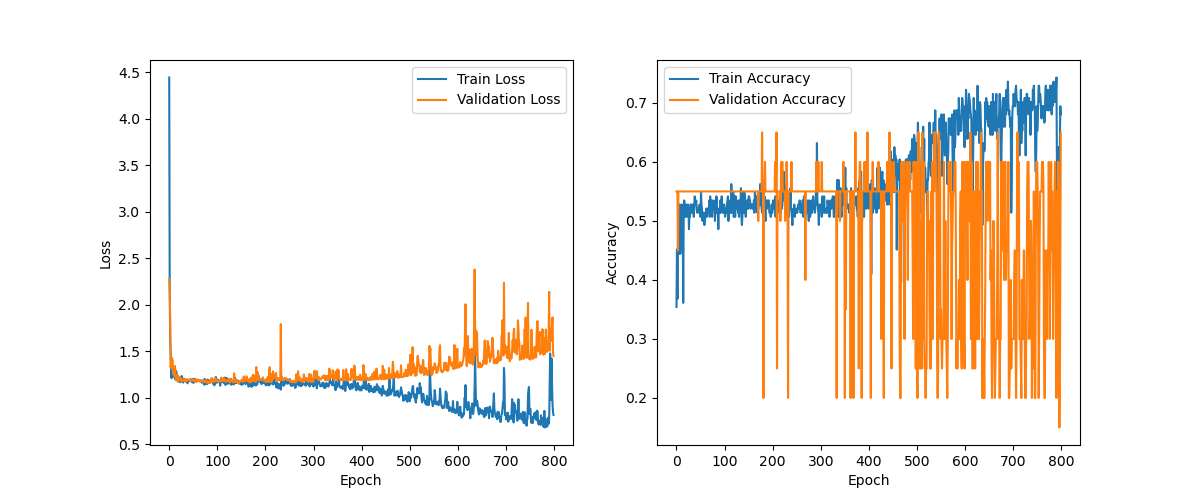 4.5
4.0
3.5
3.0
2.5
2.0
1.5
1.0
0.5
Loss
0 100 200 300 400 500 600 700 800
Epoch
Train Loss
Validation Loss
0.7
0.6
0.5
0.4
0.3
0.2
Accuracy
0 100 200 300 400 500 600 700 800
Epoch
Train Accuracy
Validation Accuracy